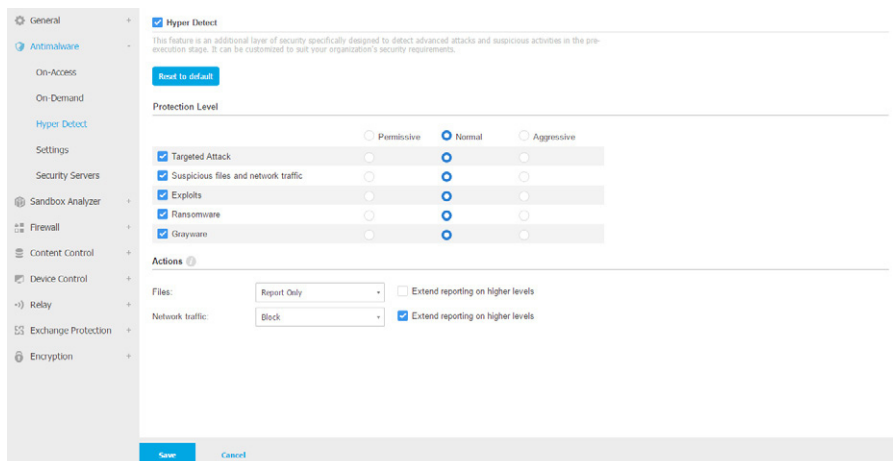 General +
Antimalware -
On-Access
On-Demand
Hyper Detect
Settings
Security Servers
Sandbox Analyzer +
Firewall +
Content Control +
Device Control +
Relay +
Exchange Protection +
Encryption +
Hyper Detect
This feature is an additional layer of security specifically designed to detect advanced attacks and suspicious activities in the pre-
execution stage. It can be customized to suit your organization's security requirements.
Reset to default
Protection Level
Permissive Normal Aggressive
Targeted Attack
Suspicious files and network traffic
Exploits
Ransomware
Grayware
Actions
Files: Report Only Extend reporting on higher levels
Network traffic Block Extend reporting on higher levels
Save Cancel